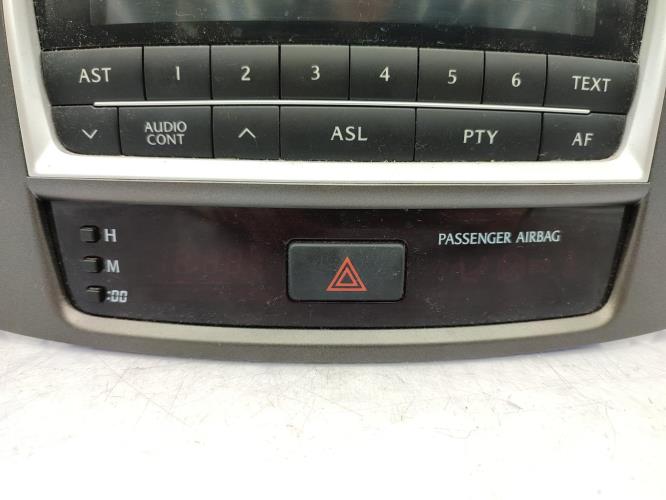 AST 1 2 3 4 5 6 TEXT
AUDIO CONT ASL PTY AF
H PASSENGER AIRBAG
M
:00